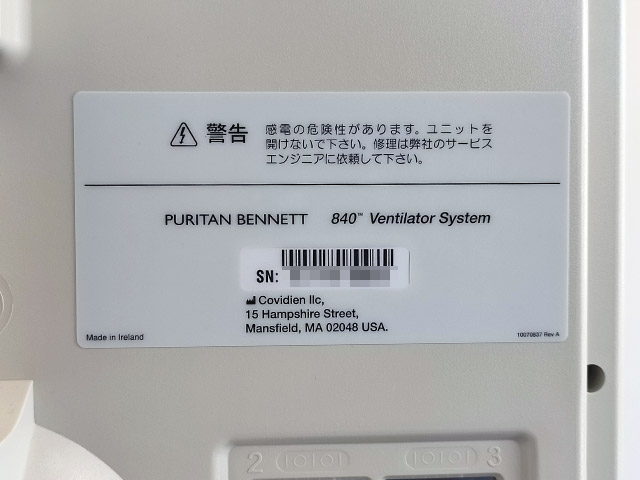 警告
感電の危険性があります。ユニットを
開けないで下さい。修理は弊社のサービス
エンジニアに依頼して下さい。
PURITAN BENNETT 840™ Ventilator System
SN:
Covidien llc,
15 Hampshire Street,
Mansfield, MA 02048 USA.
Made in Ireland
10070837 Rev A
2 IOIOI IOIOI 3